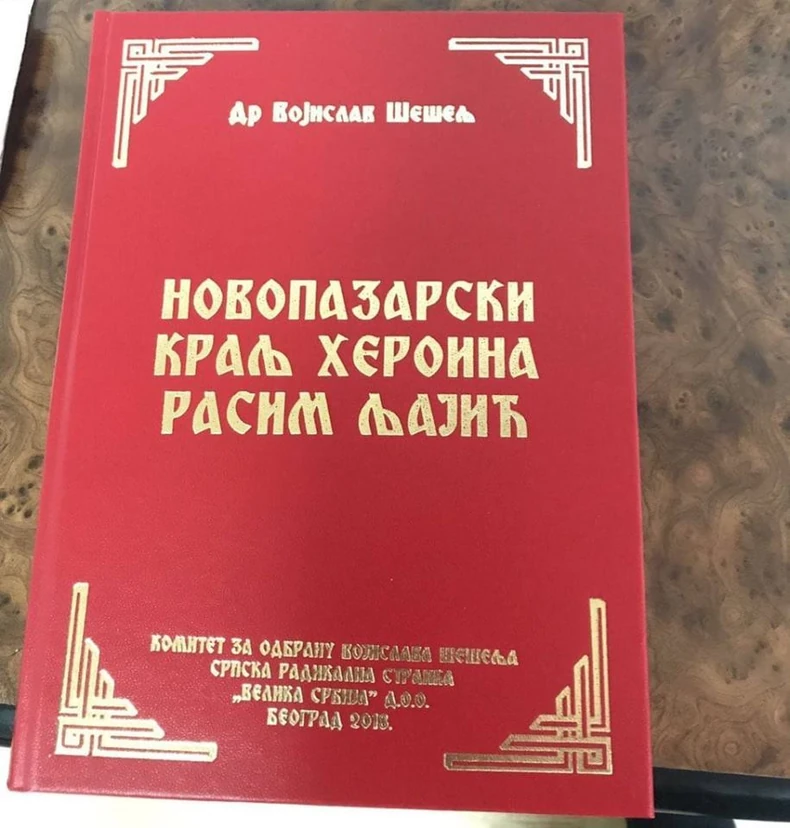 Др Војислав Шешељ
НОВОПАЗАРСКИ
КРАЉ ХЕРОИНА
РАСИМ ЉАЈИЋ
КОМИТЕТ ЗА ОДБРАНУ ВОЈИСЛАВА ШЕШЕЉА
СРПСКА РАДИКАЛНА СТРАНКА
„ВЕЛИКА СРБИЈА” Д.О.О.
БЕОГРАД 2018.